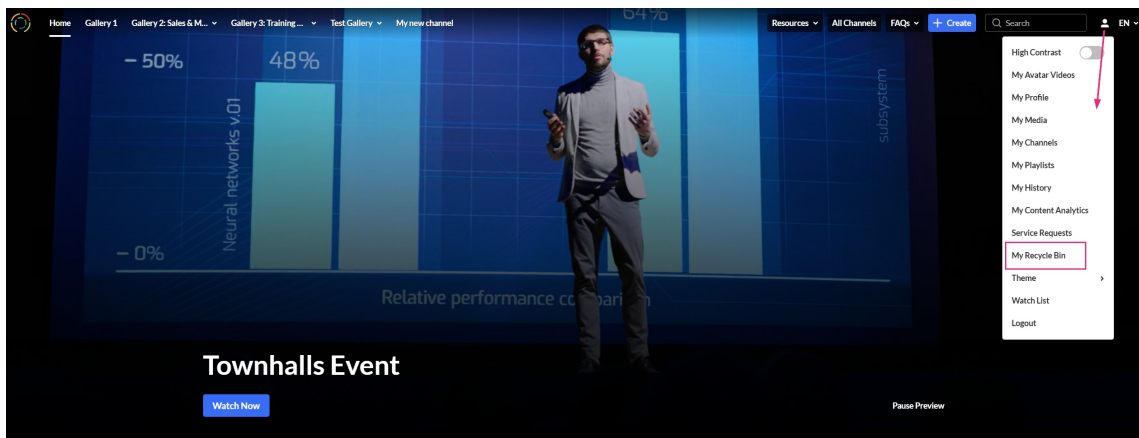 Home Gallery 1 Gallery 2: Sales & M... Gallery 3: Training ... Test Gallery My new channel Resources All Channels FAQs + Create Search EN
64%
High Contrast
My Avatar Videos
My Profile
My Media
My Channels
My Playlists
My History
My Content Analytics
Service Requests
My Recycle Bin
Theme
Watch List
Logout
– 50%
48%
Neural networks v.01
subsystem
– 0%
Relative performance
Townhalls Event
Watch Now
Pause Preview